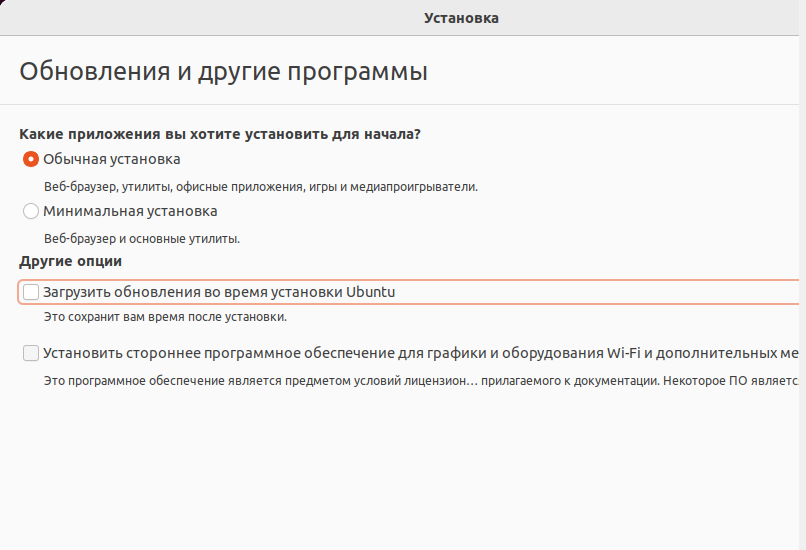 Установка
Обновления и другие программы
Какие приложения вы хотите установить для начала?
Обычная установка
Веб-браузер, утилиты, офисные приложения, игры и медиапроигрыватели.
Минимальная установка
Веб-браузер и основные утилиты.
Другие опции
Загрузить обновления во время установки Ubuntu
Это сохранит вам время после установки.
Установить стороннее программное обеспечение для графики и оборудования Wi-Fi и дополнительных ме
Это программное обеспечение является предметом условий лицензион… прилагаемого к документации. Некоторое ПО являетс